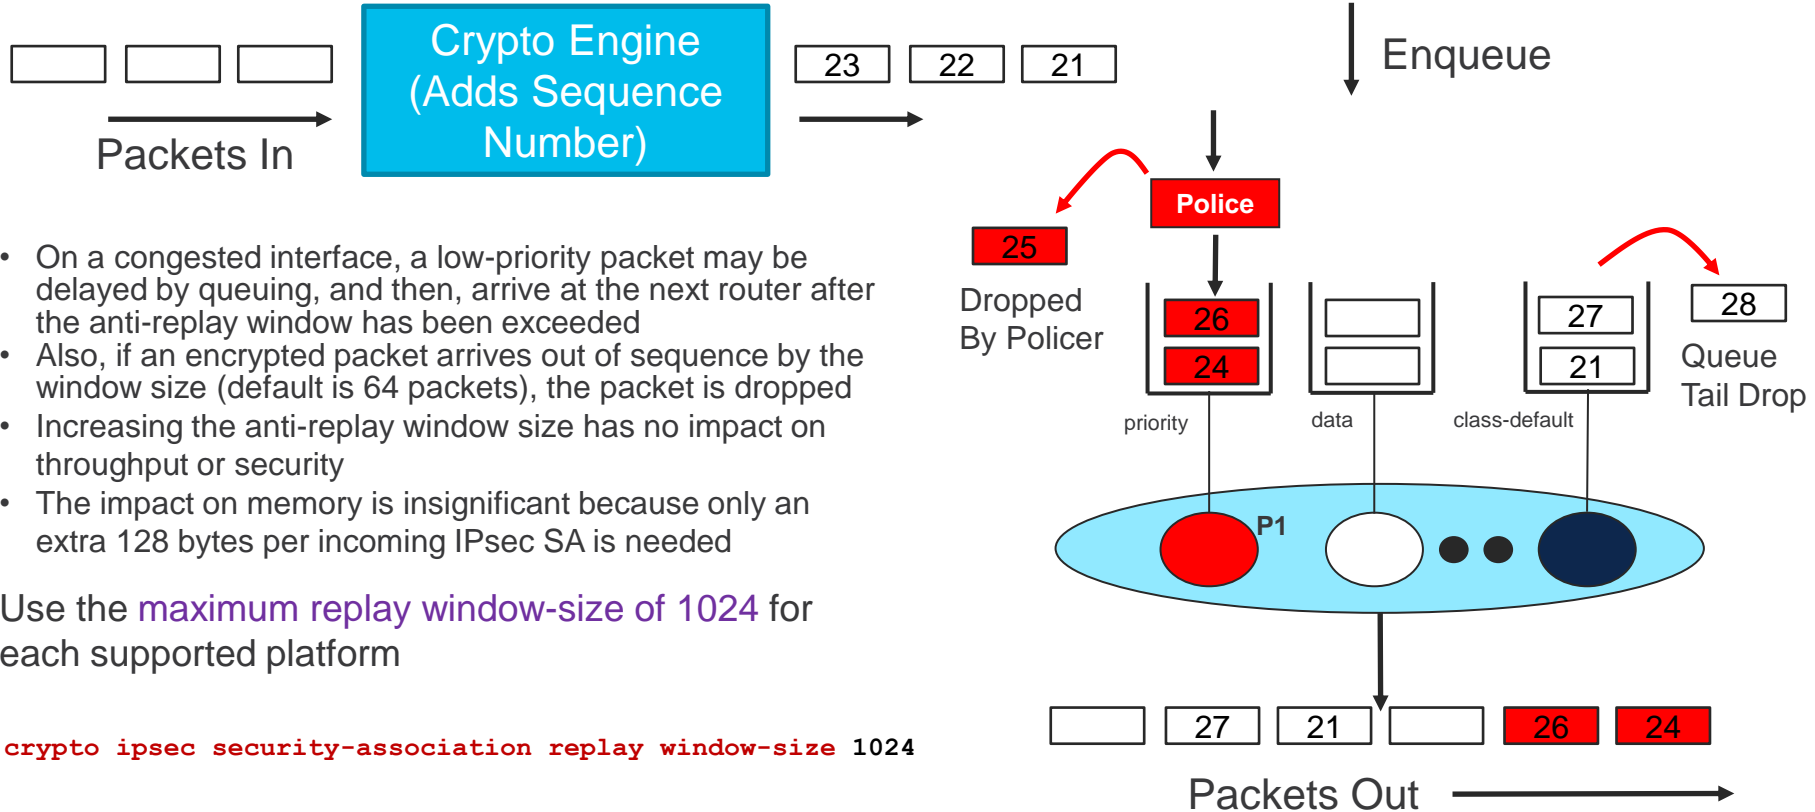 Crypto Engine
(Adds Sequence
Number)
Packets In
23 22 21
Enqueue
• On a congested interface, a low-priority packet may be
delayed by queuing, and then, arrive at the next router after
the anti-replay window has been exceeded
• Also, if an encrypted packet arrives out of sequence by the
window size (default is 64 packets), the packet is dropped
• Increasing the anti-replay window size has no impact on
throughput or security
• The impact on memory is insignificant because only an
extra 128 bytes per incoming IPsec SA is needed
Use the maximum replay window-size of 1024 for
each supported platform
crypto ipsec security-association replay window-size 1024
Police
25
Dropped
By Policer
26
24
27
21
28
Queue
Tail Drop
priority
data
class-default
P1
27 21 26 24
Packets Out